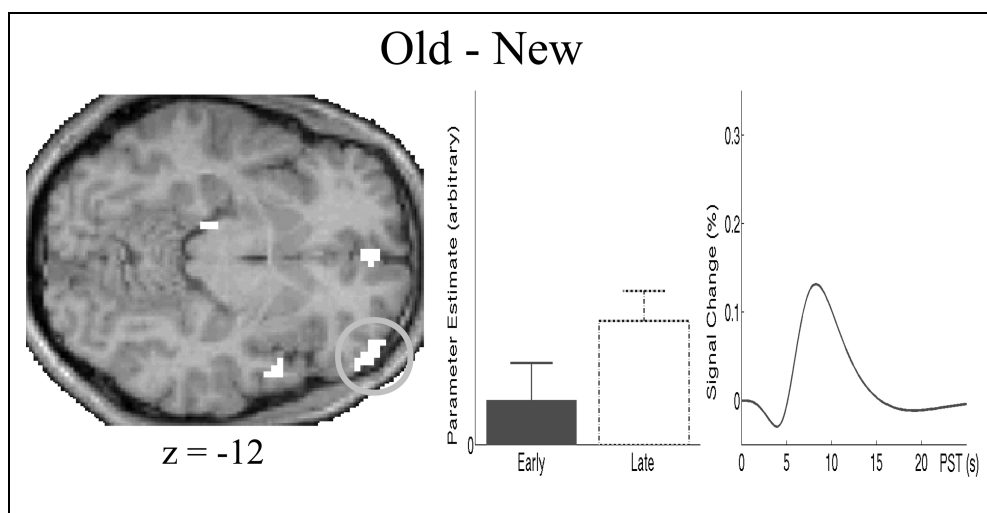 Old - New
z = -12
Parameter Estimate (arbitrary)
0
Early Late
Signal Change (%)
0.3
0.2
0.1
0
0 5 10 15 20 PST (s)